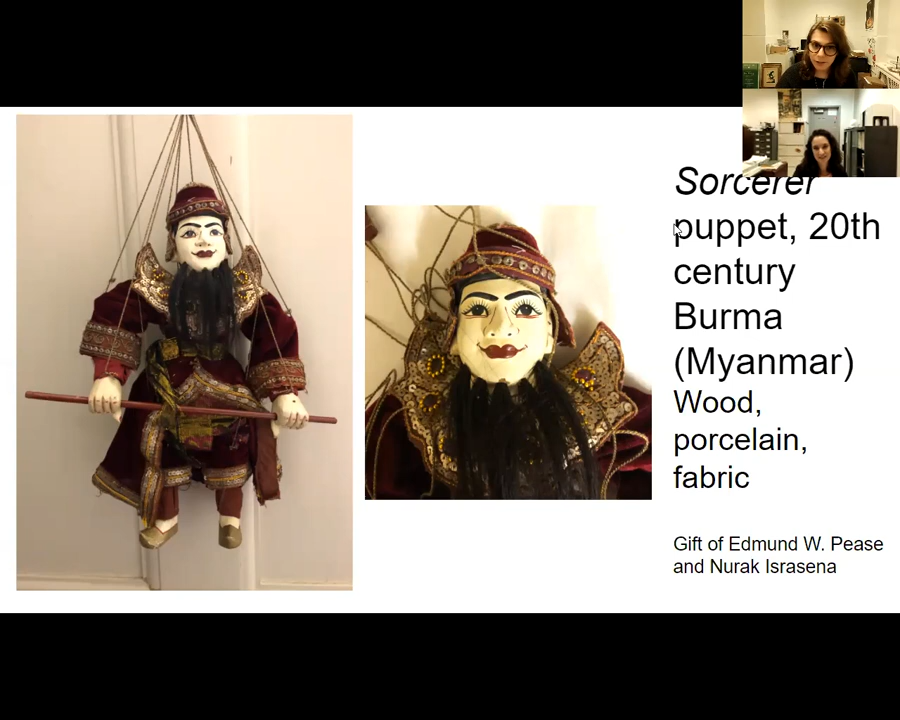 Sorcerer
puppet, 20th
century
Burma
(Myanmar)
Wood,
porcelain,
fabric
Gift of Edmund W. Pease
and Nurak Israsena